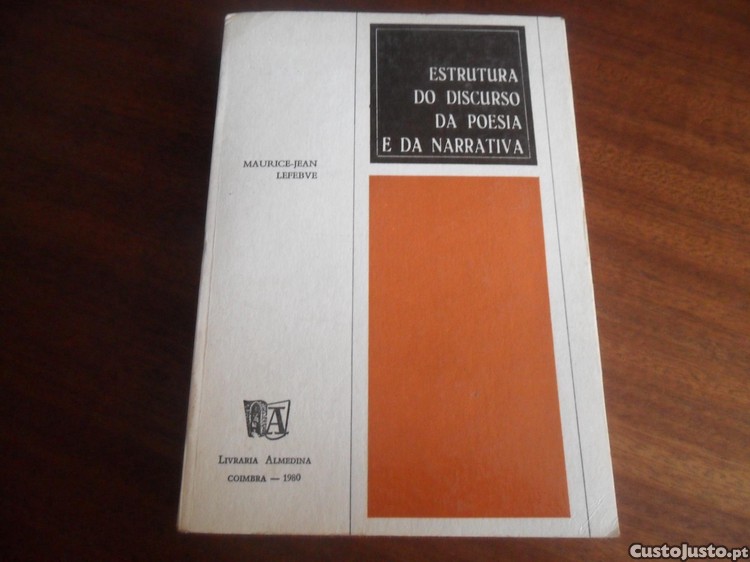 ESTRUTURA
DO DISCURSO
DA POESIA
E DA NARRATIVA
MAURICE-JEAN
LEFEBVE
LIVRARIA ALMEDINA
COIMBRA — 1980
CustoJusto.pt